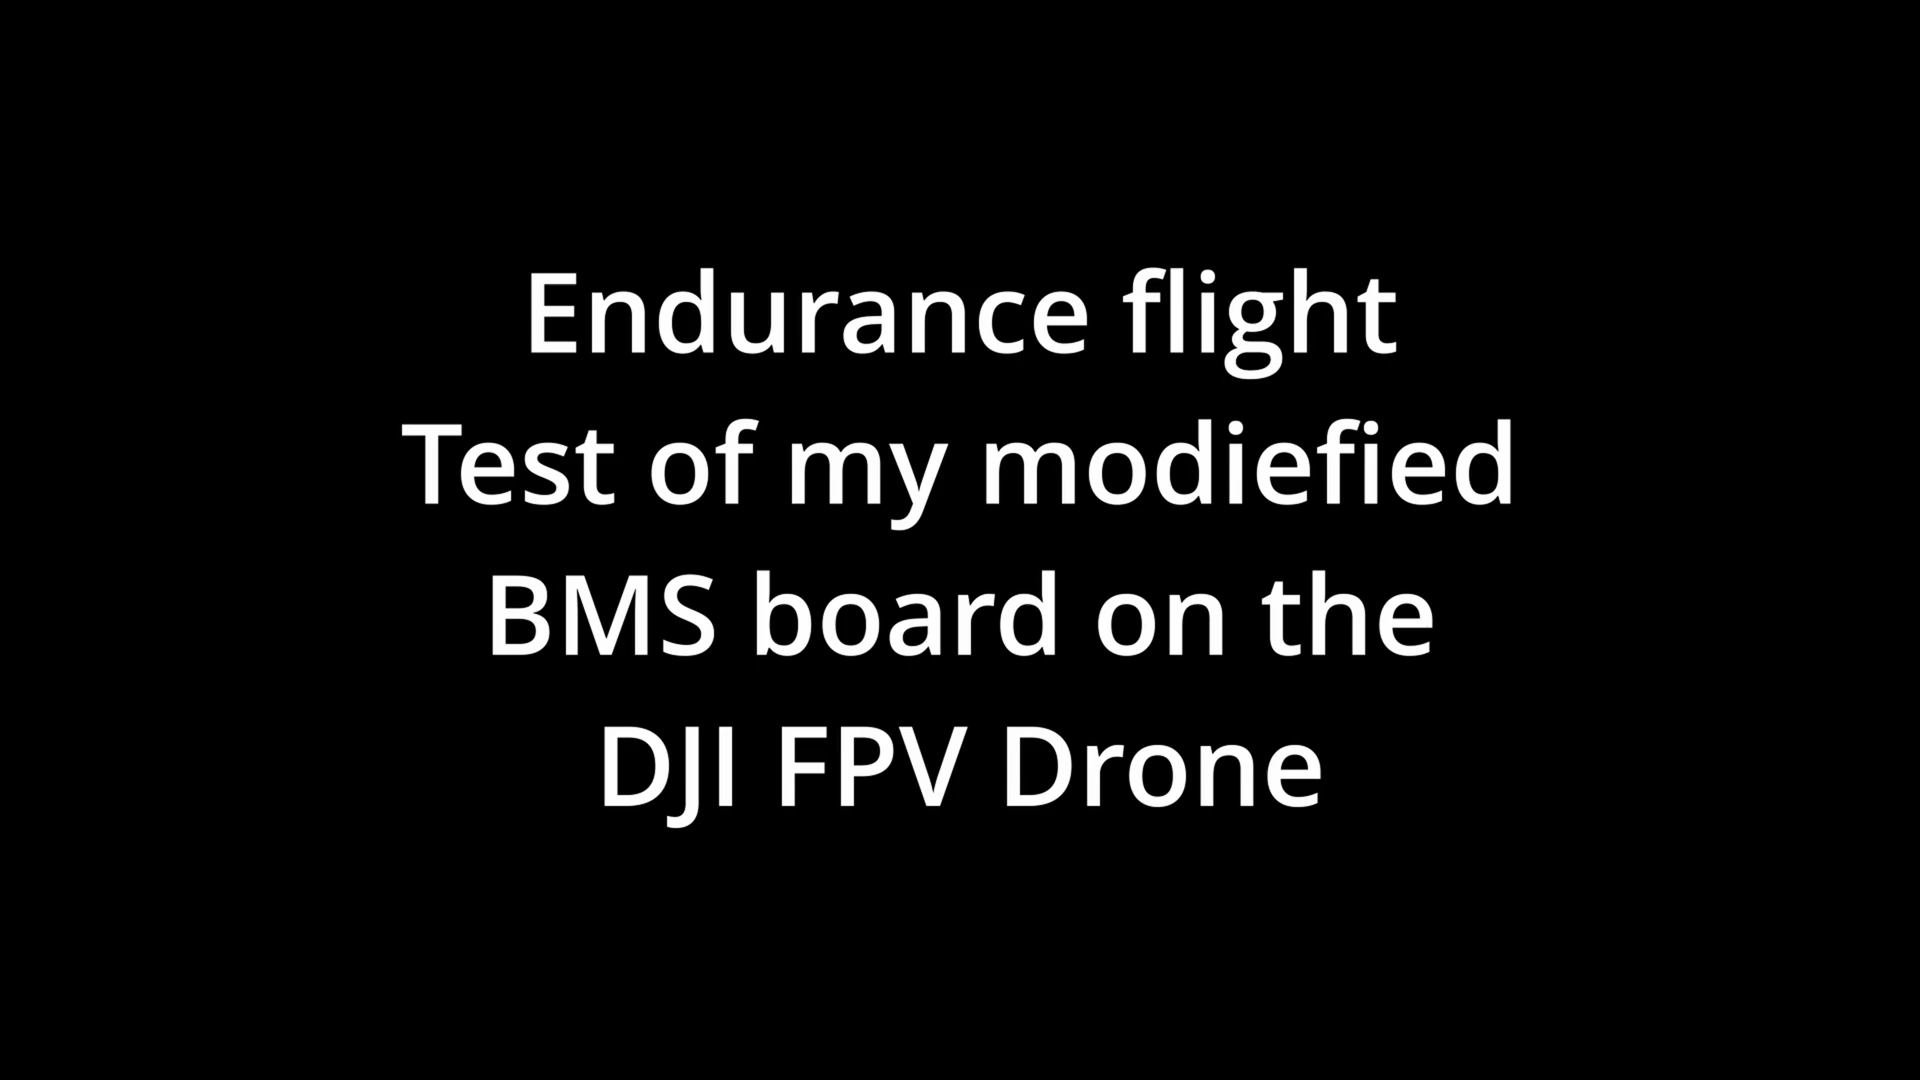 Endurance flight
Test of my modiefied
BMS board on the
DJI FPV Drone